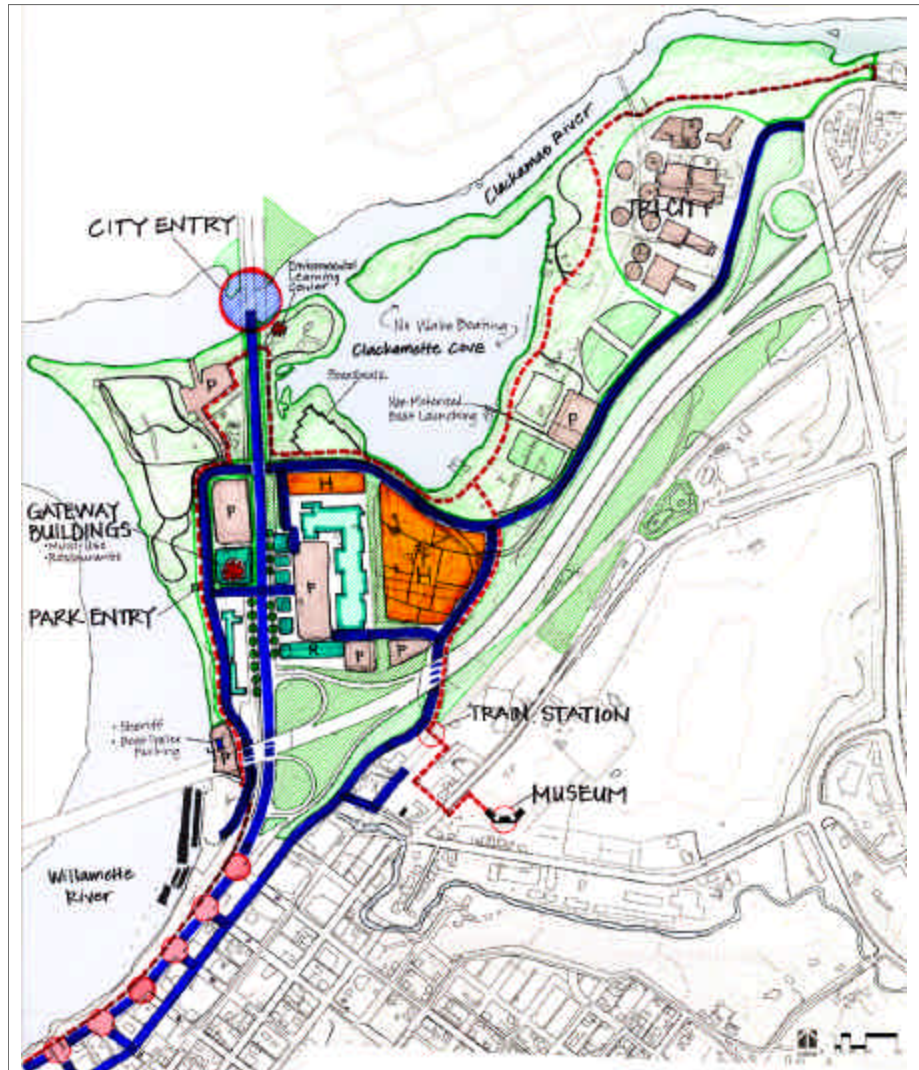 Clackamas River
CITY ENTRY
Environmental
Learning
Center
TRI-CITY
No Wake Boating
Clackamette Cove
Boardwalk
Non Motorized
Boat Launching
P
P
H
GATEWAY
BUILDINGS
• Multi-Use
• Restaurants
P
H
P
PARK ENTRY
R
P
P
• Sheriff
• Boat Trailer
Parking
P
TRAIN STATION
MUSEUM
Willamette
River